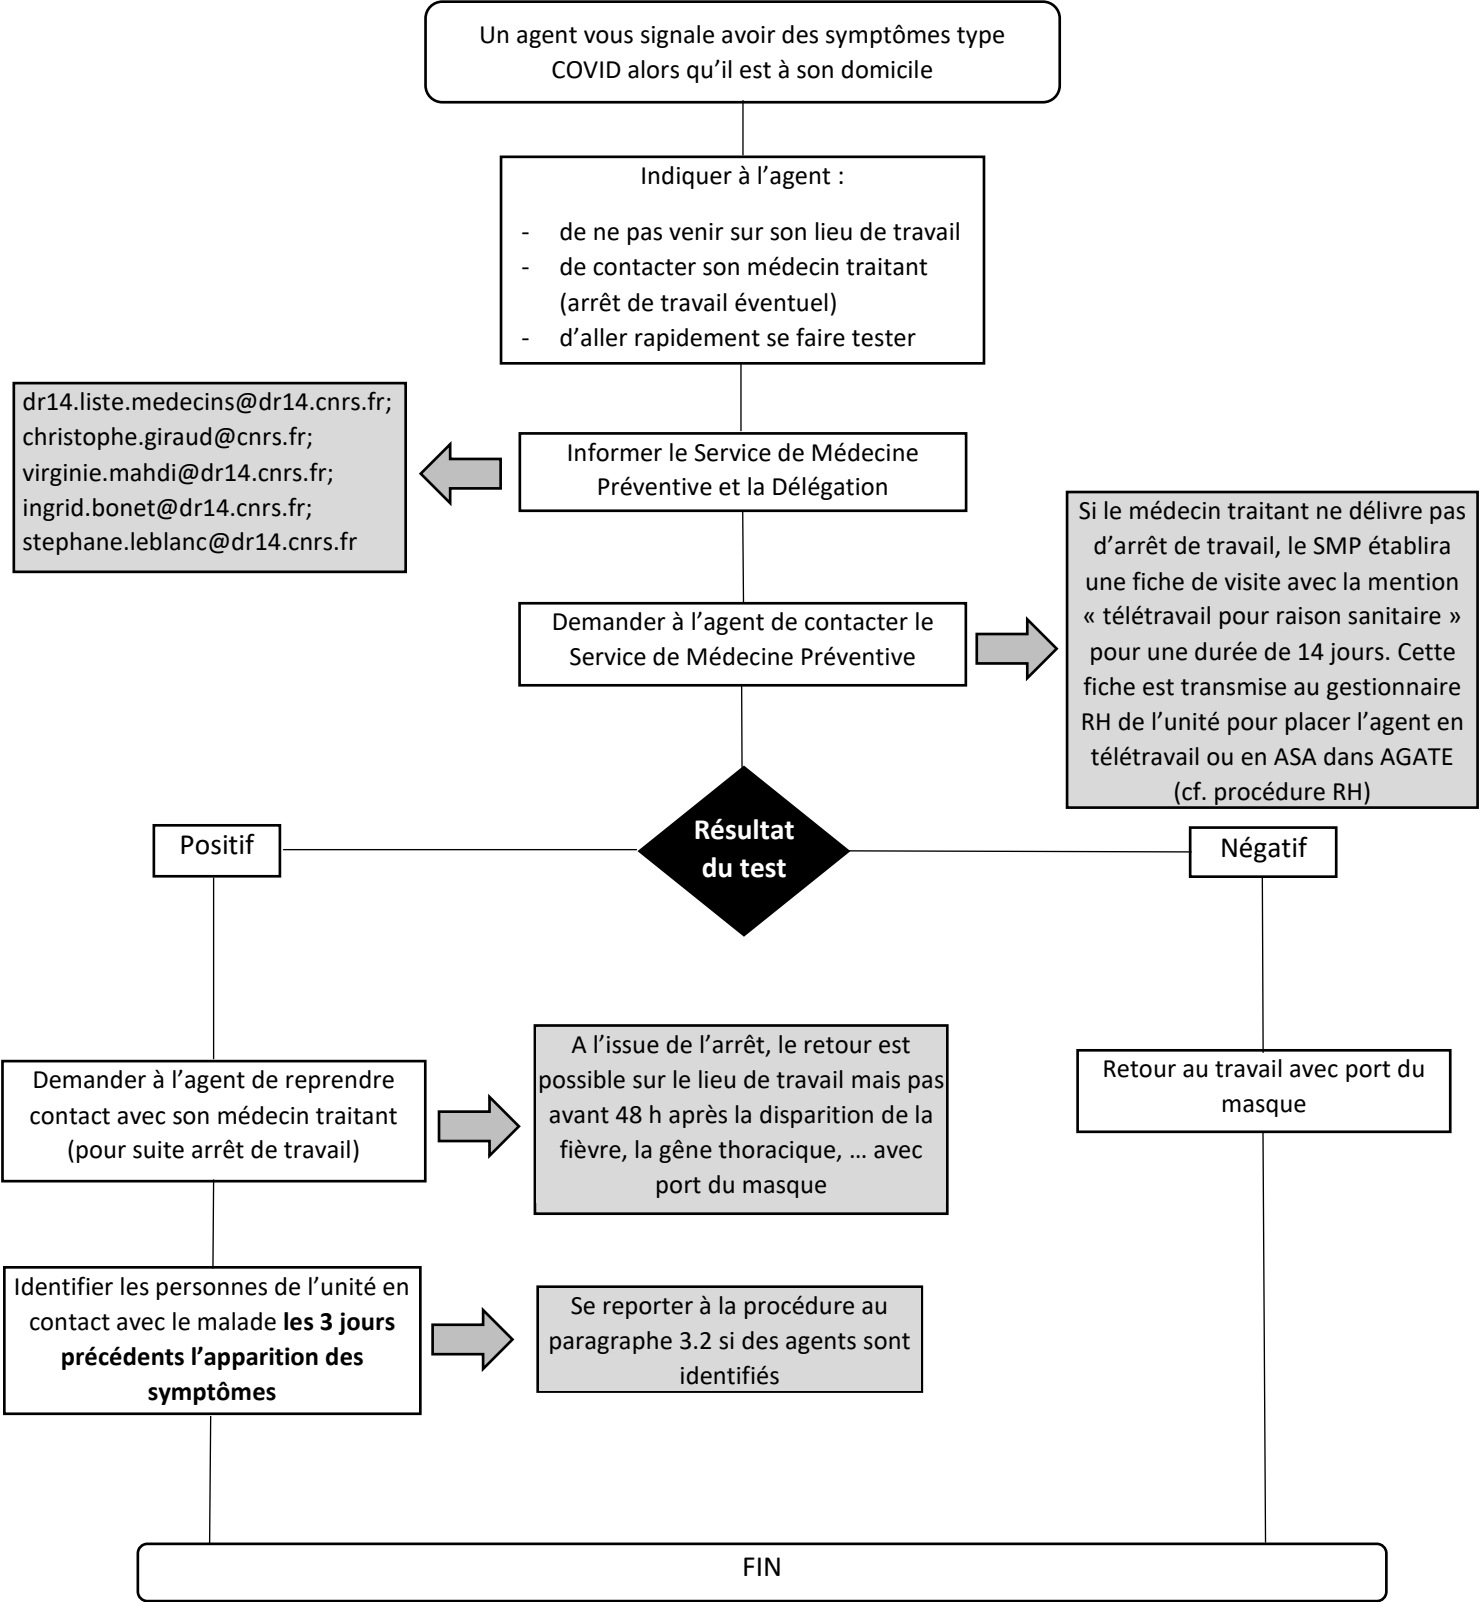 Un agent vous signale avoir des symptômes type
COVID alors qu’il est à son domicile
Indiquer à l’agent :
- de ne pas venir sur son lieu de travail
- de contacter son médecin traitant
(arrêt de travail éventuel)
- d’aller rapidement se faire tester
dr14.liste.medecins@dr14.cnrs.fr;
christophe.giraud@cnrs.fr;
virginie.mahdi@dr14.cnrs.fr;
ingrid.bonet@dr14.cnrs.fr;
stephane.leblanc@dr14.cnrs.fr
Informer le Service de Médecine
Préventive et la Délégation
Demander à l’agent de contacter le
Service de Médecine Préventive
Si le médecin traitant ne délivre pas
d’arrêt de travail, le SMP établira
une fiche de visite avec la mention
« télétravail pour raison sanitaire »
pour une durée de 14 jours. Cette
fiche est transmise au gestionnaire
RH de l’unité pour placer l’agent en
télétravail ou en ASA dans AGATE
(cf. procédure RH)
Résultat
du test
Positif
Négatif
Demander à l’agent de reprendre
contact avec son médecin traitant
(pour suite arrêt de travail)
A l’issue de l’arrêt, le retour est
possible sur le lieu de travail mais pas
avant 48 h après la disparition de la
fièvre, la gêne thoracique, … avec
port du masque
Retour au travail avec port du
masque
Identifier les personnes de l’unité en
contact avec le malade les 3 jours
précédents l’apparition des
symptômes
Se reporter à la procédure au
paragraphe 3.2 si des agents sont
identifiés
FIN